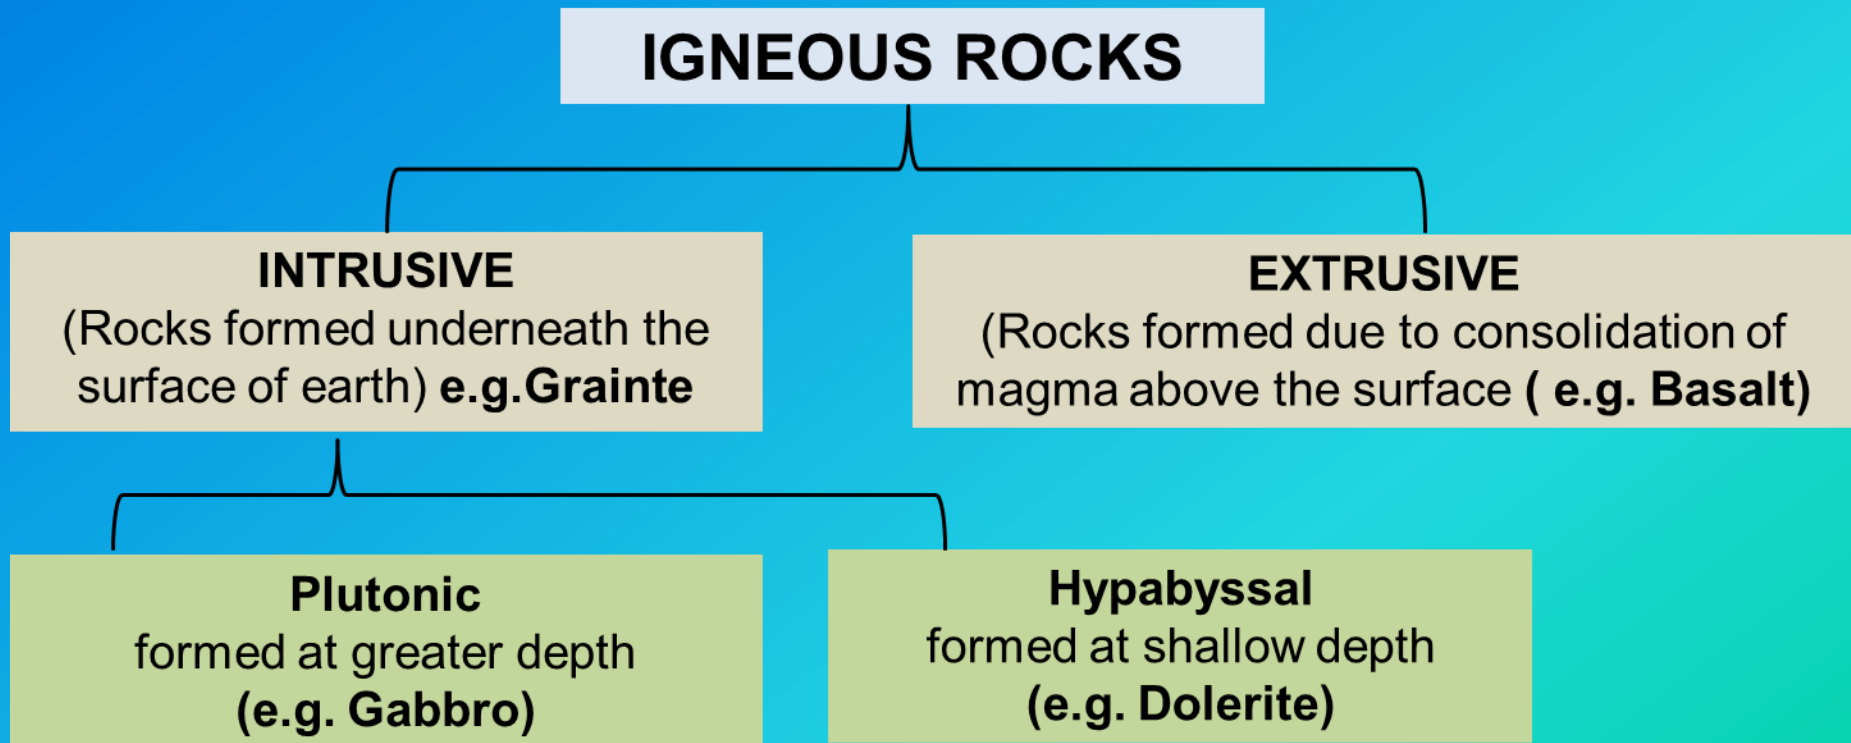 IGNEOUS ROCKS
INTRUSIVE
(Rocks formed underneath the
surface of earth) e.g.Grainte
EXTRUSIVE
(Rocks formed due to consolidation of
magma above the surface ( e.g. Basalt)
Plutonic
formed at greater depth
(e.g. Gabbro)
Hypabyssal
formed at shallow depth
(e.g. Dolerite)